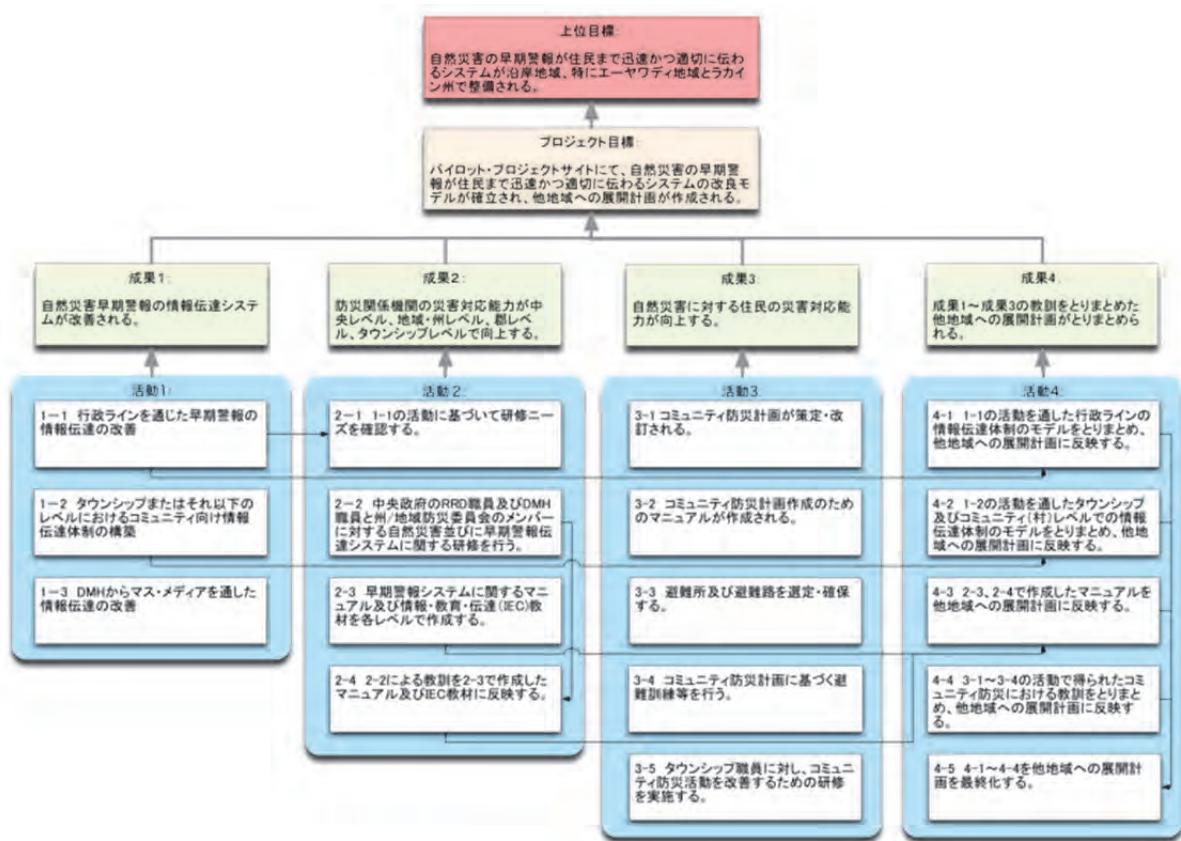 上位目標:
自然災害の早期警報が住民まで迅速かつ適切に伝わ
るシステムが沿岸地域、特にエーヤワディ地域とラカイ
ン州で整備される。
プロジェクト目標:
パイロット・プロジェクトサイトにて、自然災害の早期警
報が住民まで迅速かつ適切に伝わるシステムの改良モ
デルが確立され、他地域への展開計画が作成される。
成果1:
自然災害早期警報の情報伝達システ
ムが改善される。
成果2:
防災関係機関の災害対応能力が中
央レベル、地域・州レベル、郡レベ
ル、タウンシップレベルで向上する。
成果3:
自然災害に対する住民の災害対応能
力が向上する。
成果4:
成果1~成果3の教訓をとりまとめた
他地域への展開計画がとりまとめら
れる。
活動1:
1-1 行政ラインを通じた早期警報の
情報伝達の改善
1-2 タウンシップまたはそれ以下の
レベルにおけるコミュニティ向け情報
伝達体制の構築
1-3 DMHからマス・メディアを通した
情報伝達の改善
活動2:
2-1 1-1の活動に基づいて研修ニー
ズを確認する。
2-2 中央政府のRRD職員及びDMH
職員と州/地域防災委員会のメンバー
に対する自然災害並びに早期警報伝
達システムに関する研修を行う。
2-3 早期警報システムに関するマ
ニュアル及び情報・教育・伝達(IEC)教
材を各レベルで作成する。
2-4 2-2による教訓を2-3で作成した
マニュアル及びIEC教材に反映する。
活動3:
3-1 コミュニティ防災計画が策定・改
訂される。
3-2 コミュニティ防災計画作成のため
のマニュアルが作成される。
3-3 避難所及び避難路を選定・確保
する。
3-4 コミュニティ防災計画に基づく避
難訓練等を行う。
3-5 タウンシップ職員に対し、コミュニ
ティ防災活動を改善するための研修
を実施する。
活動4:
4-1 1-1の活動を通した行政ラインの
情報伝達体制のモデルをとりまとめ、
他地域への展開計画に反映する。
4-2 1-2の活動を通したタウンシップ
及びコミュニティ(村)レベルでの情報
伝達体制のモデルをとりまとめ、他地
域への展開計画に反映する。
4-3 2-3、2-4で作成したマニュアルを
他地域への展開計画に反映する。
4-4 3-1~3-4の活動で得られたコミ
ュニティ防災における教訓をとりまと
め、他地域への展開計画に反映す
る。
4-5 4-1~4-4を他地域への展開計
画を最終化する。